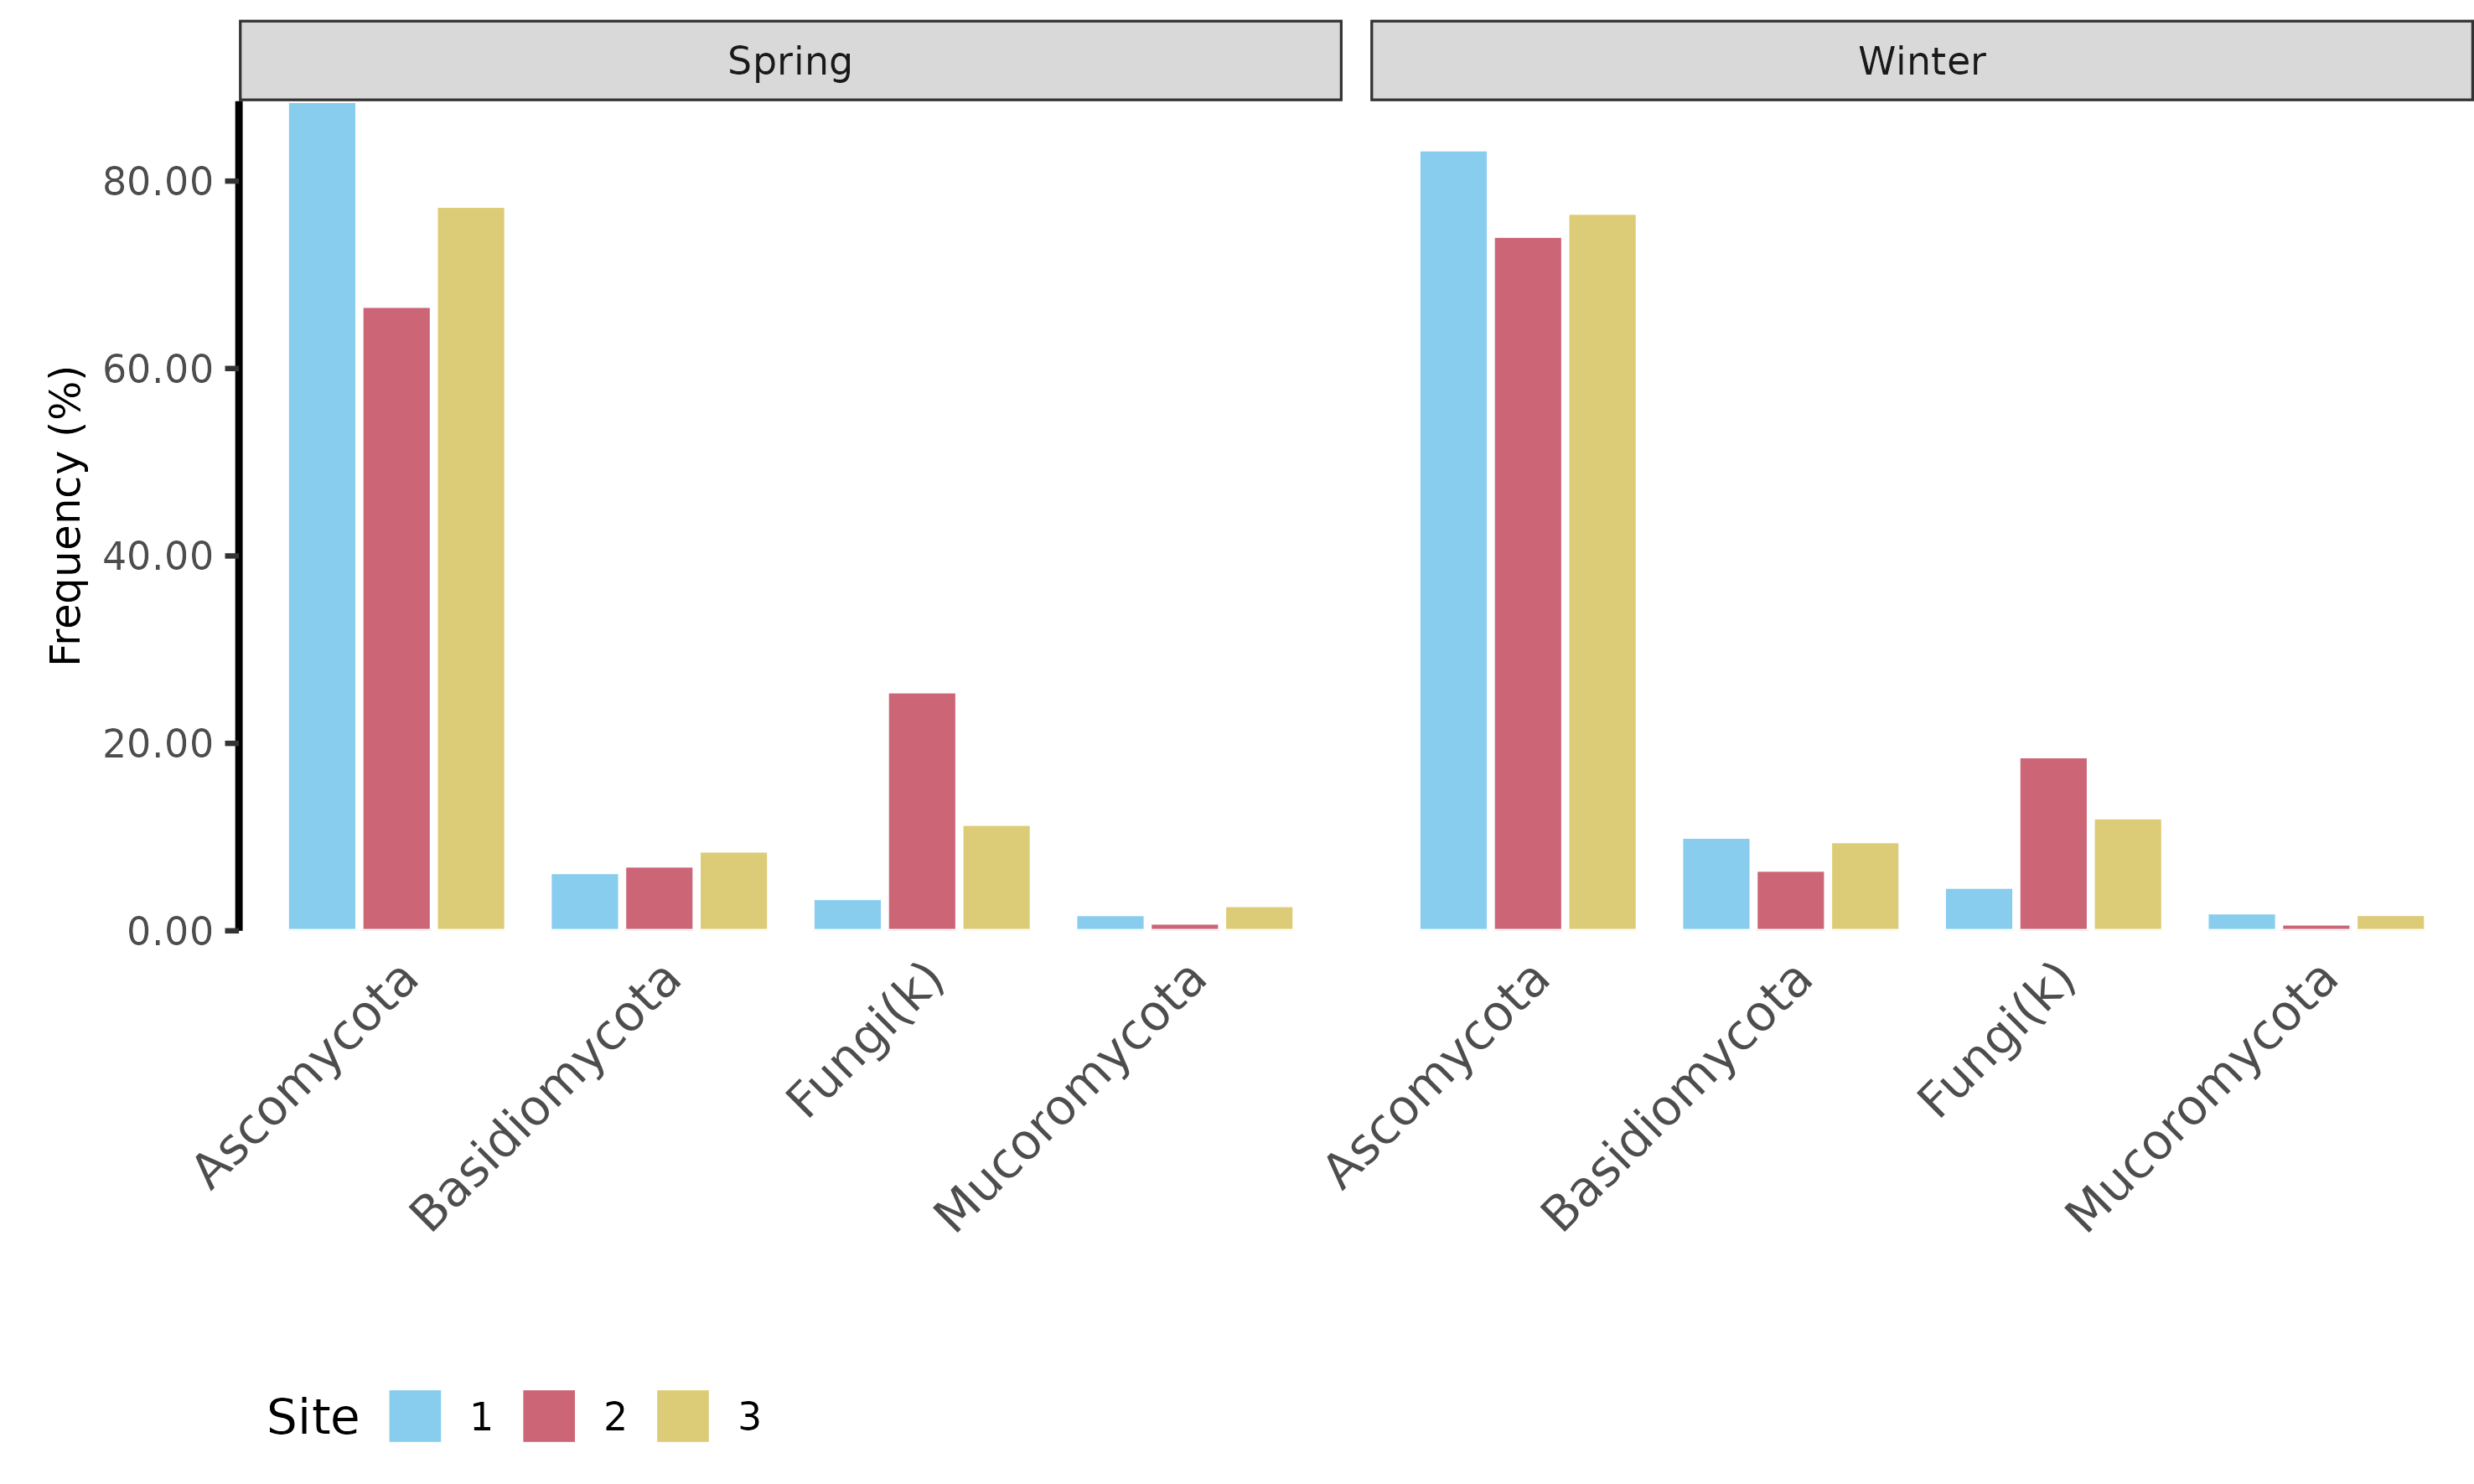 Spring
Winter
Frequency (%)
80.00
60.00
40.00
20.00
0.00
Ascomycota
Basidiomycota
Fungi(k)
Mucoromycota
Ascomycota
Basidiomycota
Fungi(k)
Mucoromycota
Site 1 2 3